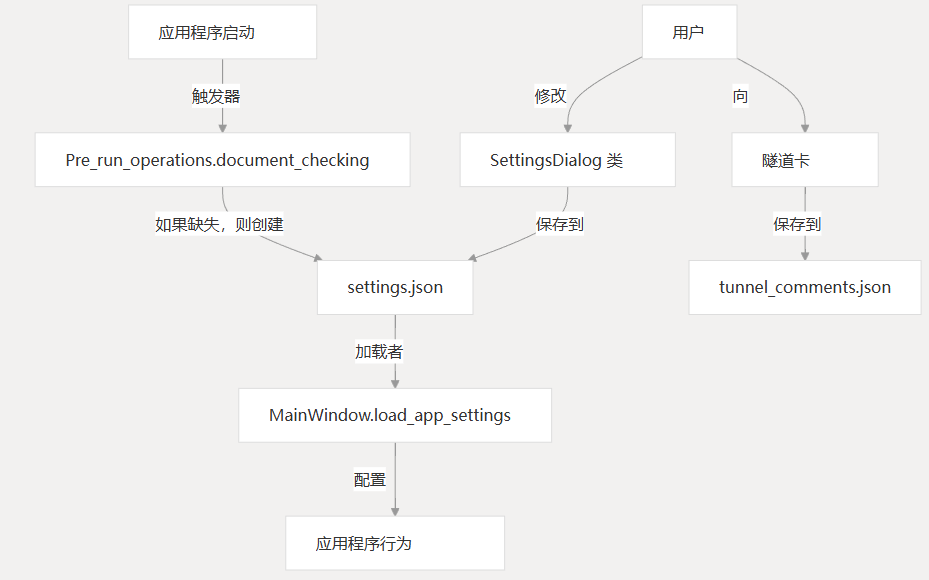 应用程序启动
用户
触发器
修改
向
Pre_run_operations.document_checking
SettingsDialog 类
隧道卡
如果缺失，则创建
保存到
保存到
settings.json
tunnel_comments.json
加载者
MainWindow.load_app_settings
配置
应用程序行为